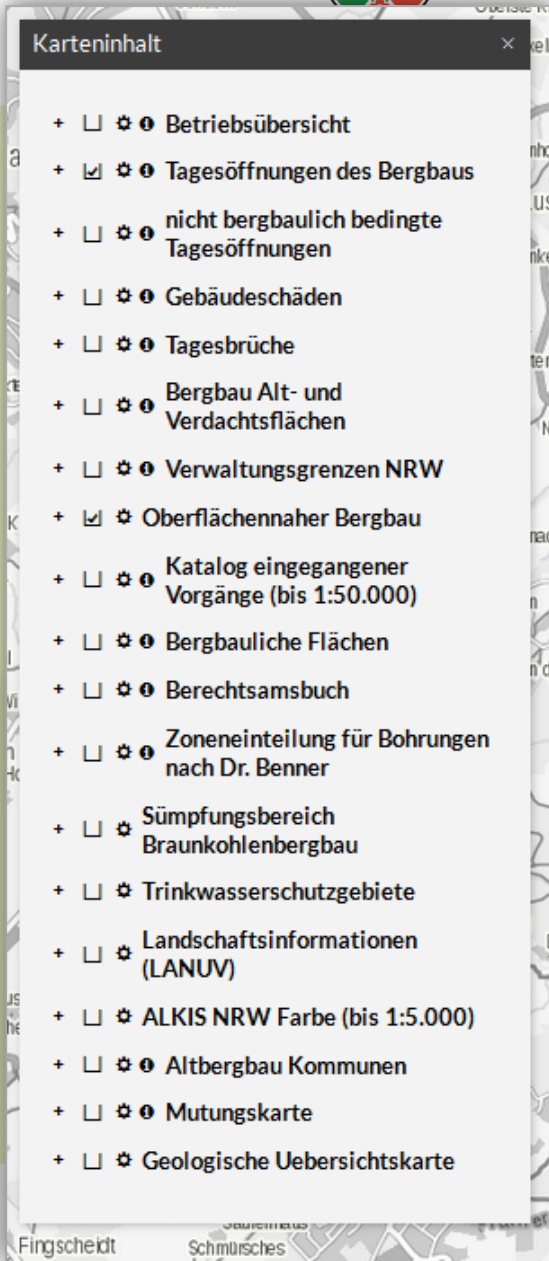 Karteninhalt ×
+ Betriebsübersicht
+ Tagesöffnungen des Bergbaus
+ nicht bergbaulich bedingte
Tagesöffnungen
+ Gebäudeschäden
+ Tagesbrüche
+ Bergbau Alt- und
Verdachtsflächen
+ Verwaltungsgrenzen NRW
+ Oberflächennaher Bergbau
+ Katalog eingegangener
Vorgänge (bis 1:50.000)
+ Bergbauliche Flächen
+ Berechtsamsbuch
+ Zoneneinteilung für Bohrungen
nach Dr. Benner
+ Sümpfungsbereich
Braunkohlenbergbau
+ Trinkwasserschutzgebiete
+ Landschaftsinformationen
(LANUV)
+ ALKIS NRW Farbe (bis 1:5.000)
+ Altbergbau Kommunen
+ Mutungskarte
+ Geologische Uebersichtskarte
Fingscheidt
Schmürsches